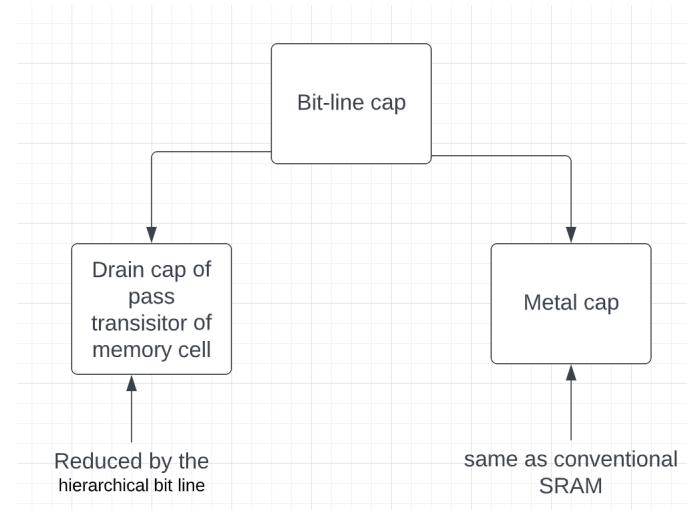 Bit-line cap
Drain cap of
pass
transisitor of
memory cell
Metal cap
Reduced by the
hierarchical bit line
same as conventional
SRAM